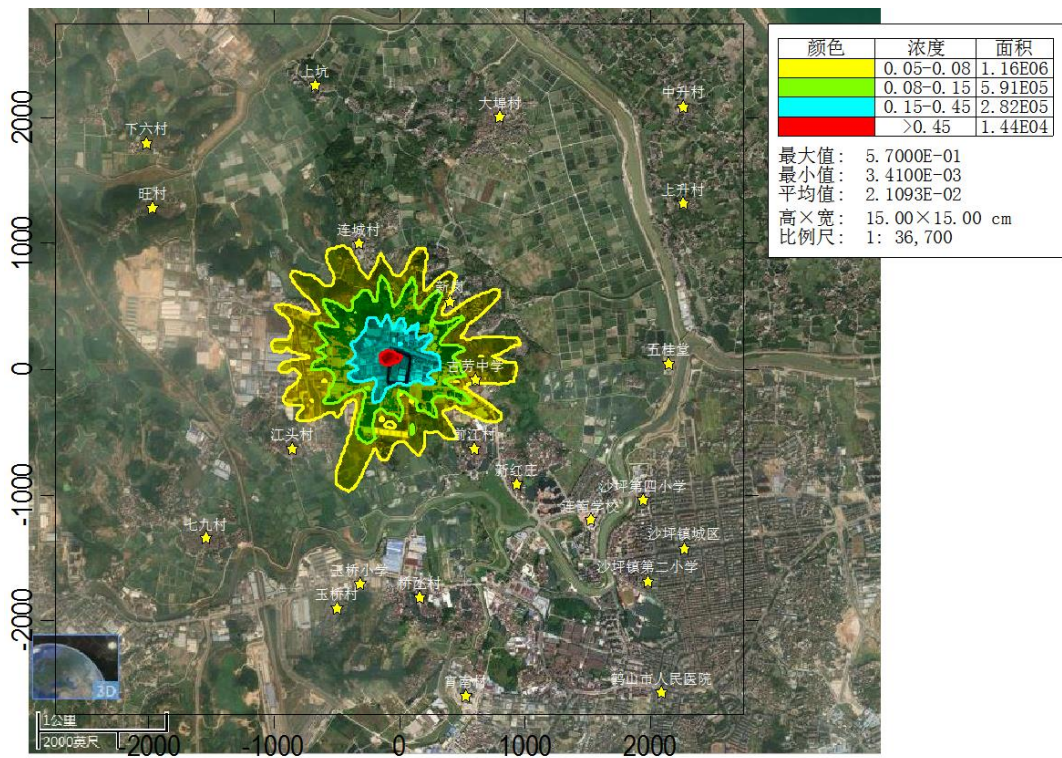 颜色 浓度 面积
0.05-0.08 1.16E06
0.08-0.15 5.91E05
0.15-0.45 2.82E05
>0.45 1.44E04
最大值: 5.7000E-01
最小值: 3.4100E-03
平均值: 2.1093E-02
高×宽: 15.00×15.00 cm
比例尺: 1: 36,700
上坑
大埠村
中升村
下六村
旺村
上升村
连城村
五桂堂
江头村
新红庄
沙坪第四小学
七九村
沙坪镇城区
沙坪镇第二小学
玉桥村
鹤山市人民医院
2000
1000
0
-1000
-2000
3D
1公里
2000英尺
-2000
-1000
0
1000
2000